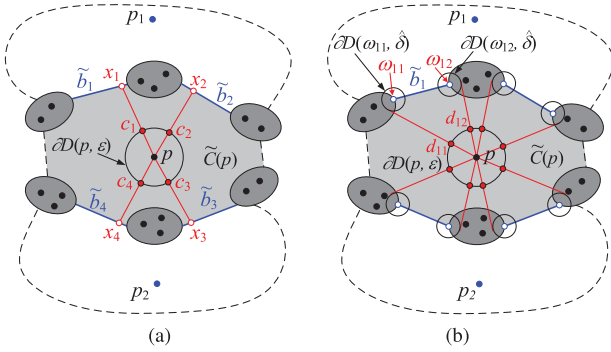 p₁
x₁
x₂
b̃₁
b̃₂
c₁
c₂
∂D(p, ε)
p
C̃(p)
c₄
c₃
b̃₄
b̃₃
x₄
x₃
p₂
(a)
p₁
∂D(ω₁₁, δ̂)
∂D(ω₁₂, δ̂)
ω₁₁
ω₁₂
b̃₁
d₁₂
d₁₁
∂D(p, ε)
p
C̃(p)
p₂
(b)